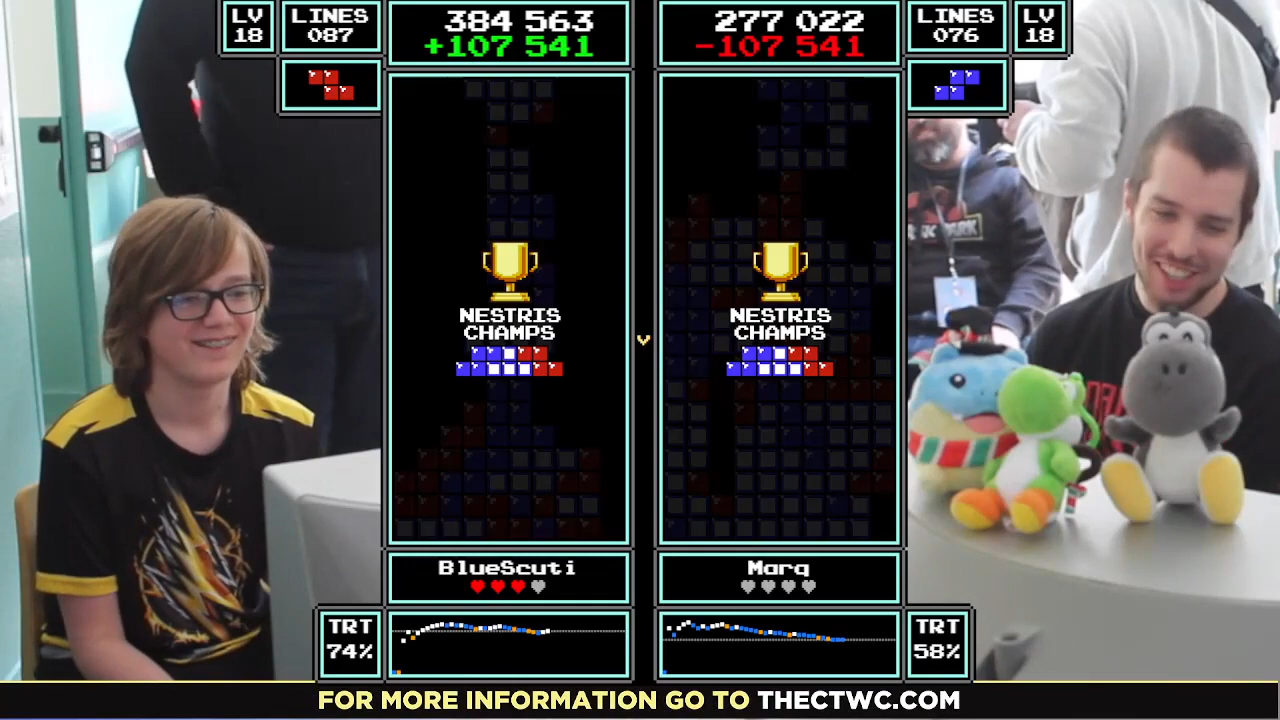 LV
18
LINES
087
384 563
+107 541
277 022
-107 541
LINES
076
LV
18
NESTRIS
CHAMPS
NESTRIS
CHAMPS
BlueScuti
Marq
TRT
74%
TRT
58%
FOR MORE INFORMATION GO TO THECTWC.COM